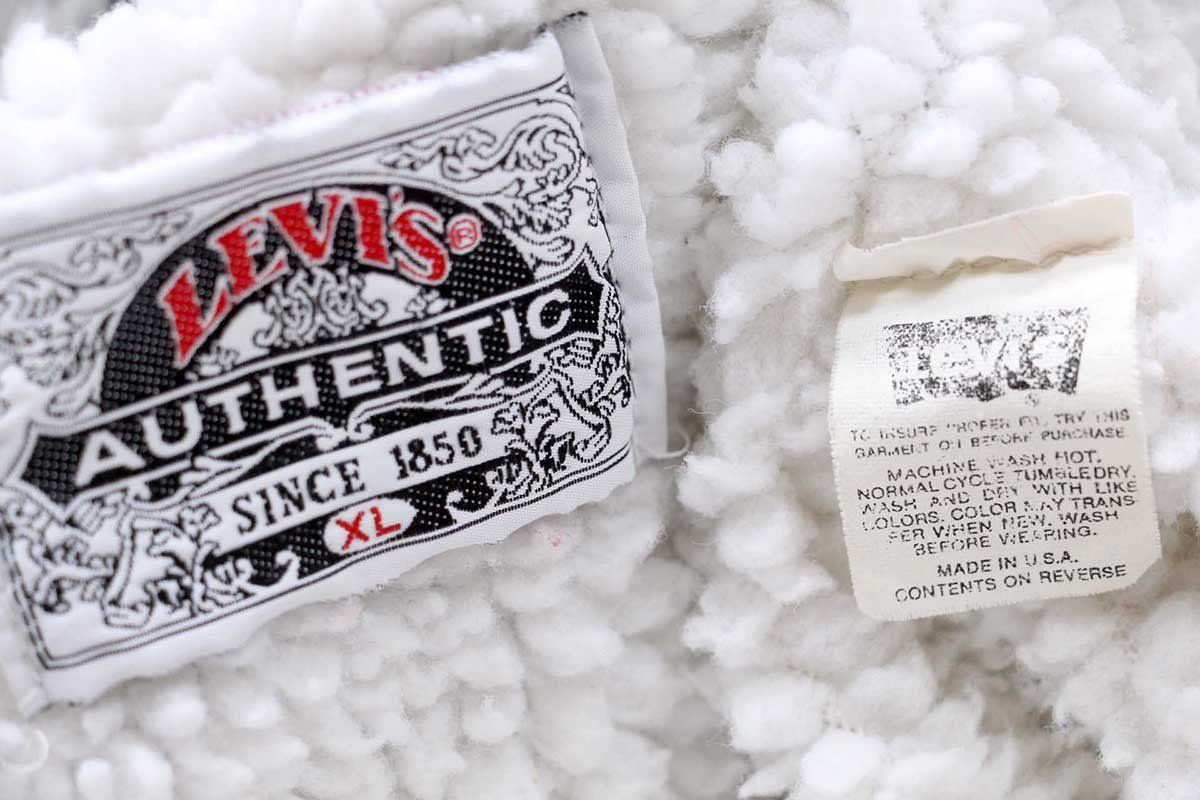 LEVI'S®
AUTHENTIC
SINCE 1850
XL
Levi's
®
TO INSURE PROPER FIT, TRY THIS
GARMENT ON BEFORE PURCHASE.
MACHINE WASH HOT.
NORMAL CYCLE TUMBLE DRY.
WASH AND DRY WITH LIKE
COLORS. COLOR MAY TRANS-
FER WHEN NEW. WASH
BEFORE WEARING.
MADE IN U.S.A.
CONTENTS ON REVERSE